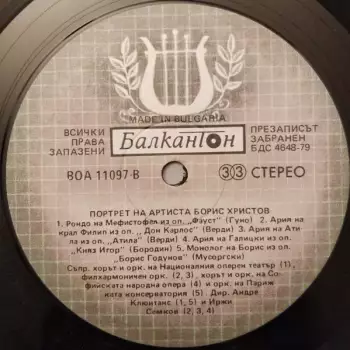 MADE IN BULGARIA
ВСИЧКИ
ПРАВА
ЗАПАЗЕНИ
Балкантон
ПРЕЗАПИСЪТ
ЗАБРАНЕН
БДС 4648-79
ВОА 11097-В
33 СТЕРЕО
ПОРТРЕТ НА АРТИСТА БОРИС ХРИСТОВ
1. Рондо на Мефистофел из оп. „Фауст" (Гуно) 2. Ария на
крал Филип из оп. „Дон Карлос" (Верди) 3. Ария на Ати
ла из оп. „Атила" (Верди) 4. Ария на Галицки из оп.
„Княз Игор" (Бородин) 5. Монолог на Борис из оп.
„Борис Годунов" (Мусоргски)
Съпр. хорът и орк. на Националния оперен театър (1),
филхармоничен орк. (2, 3), хорът и орк. на Со-
фийската народна опера (4) и орк. на Париж
ката консерватория (5) Дир. Андре
Клюитанс (1, 5) и Иржи
Семков (2, 3, 4)